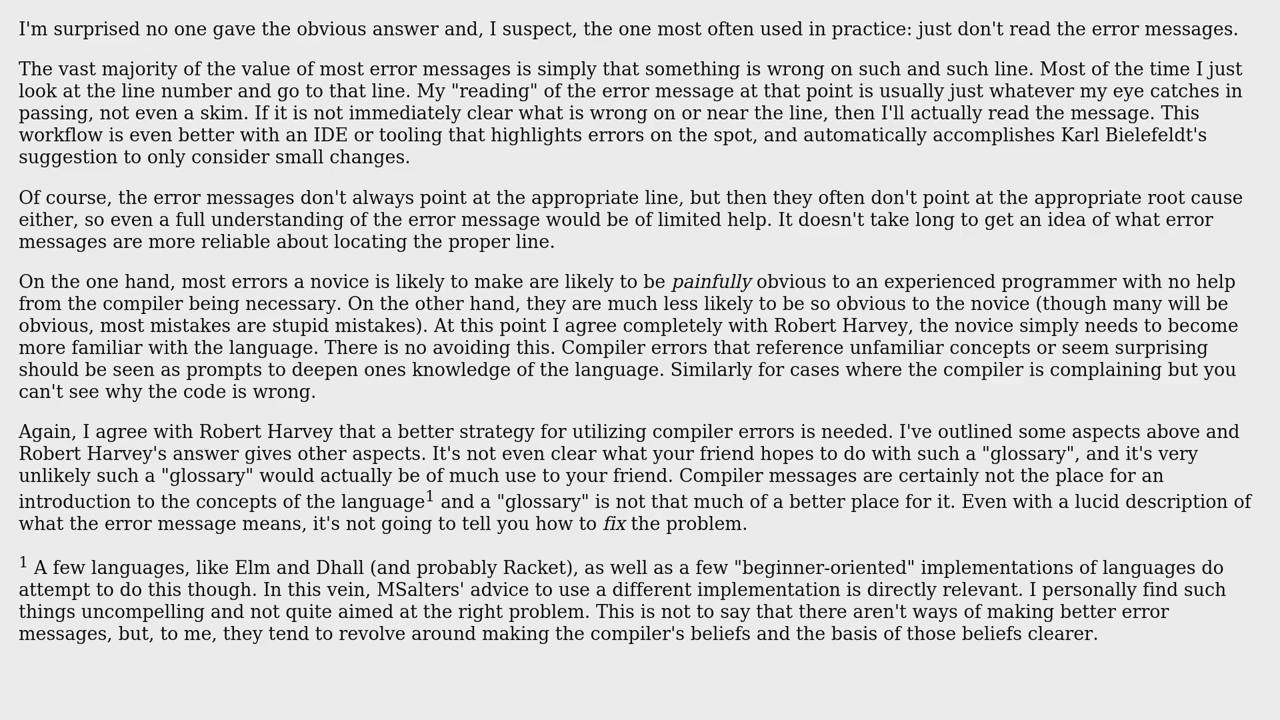 I'm surprised no one gave the obvious answer and, I suspect, the one most often used in practice: just don't read the error messages.
The vast majority of the value of most error messages is simply that something is wrong on such and such line. Most of the time I just
look at the line number and go to that line. My "reading" of the error message at that point is usually just whatever my eye catches in
passing, not even a skim. If it is not immediately clear what is wrong on or near the line, then I'll actually read the message. This
workflow is even better with an IDE or tooling that highlights errors on the spot, and automatically accomplishes Karl Bielefeldt's
suggestion to only consider small changes.
Of course, the error messages don't always point at the appropriate line, but then they often don't point at the appropriate root cause
either, so even a full understanding of the error message would be of limited help. It doesn't take long to get an idea of what error
messages are more reliable about locating the proper line.
On the one hand, most errors a novice is likely to make are likely to be painfully obvious to an experienced programmer with no help
from the compiler being necessary. On the other hand, they are much less likely to be so obvious to the novice (though many will be
obvious, most mistakes are stupid mistakes). At this point I agree completely with Robert Harvey, the novice simply needs to become
more familiar with the language. There is no avoiding this. Compiler errors that reference unfamiliar concepts or seem surprising
should be seen as prompts to deepen ones knowledge of the language. Similarly for cases where the compiler is complaining but you
can't see why the code is wrong.
Again, I agree with Robert Harvey that a better strategy for utilizing compiler errors is needed. I've outlined some aspects above and
Robert Harvey's answer gives other aspects. It's not even clear what your friend hopes to do with such a "glossary", and it's very
unlikely such a "glossary" would actually be of much use to your friend. Compiler messages are certainly not the place for an
introduction to the concepts of the language1 and a "glossary" is not that much of a better place for it. Even with a lucid description of
what the error message means, it's not going to tell you how to fix the problem.
1 A few languages, like Elm and Dhall (and probably Racket), as well as a few "beginner-oriented" implementations of languages do
attempt to do this though. In this vein, MSalters' advice to use a different implementation is directly relevant. I personally find such
things uncompelling and not quite aimed at the right problem. This is not to say that there aren't ways of making better error
messages, but, to me, they tend to revolve around making the compiler's beliefs and the basis of those beliefs clearer.